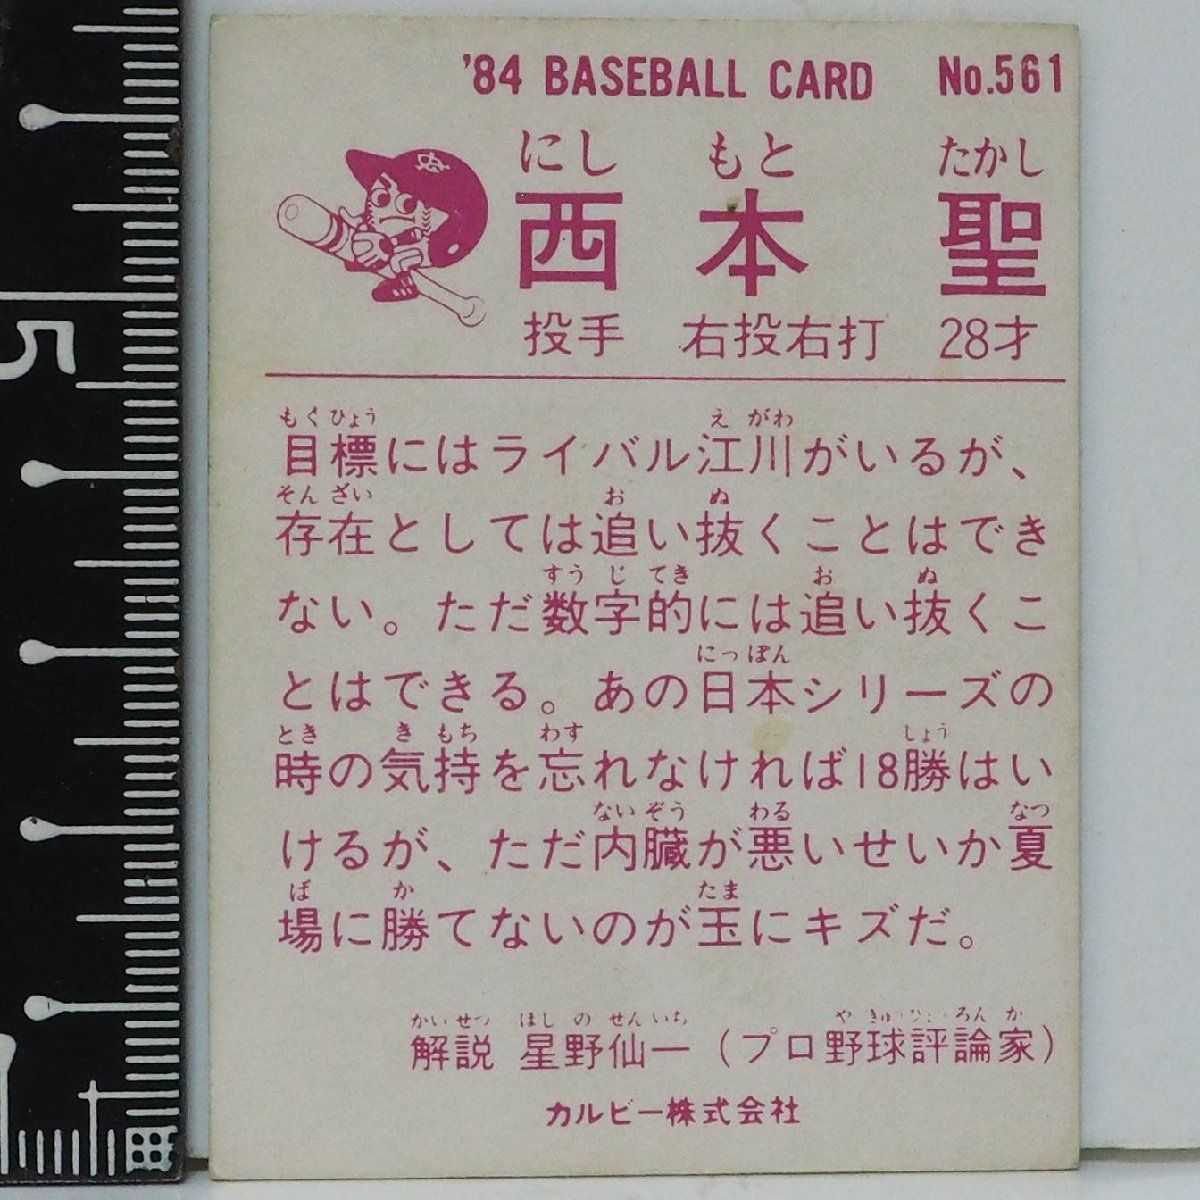 '84 BASEBALL CARD No.561
にし もと たかし
西本 聖
投手 右投右打 28才
もくひょう えがわ
目標にはライバル江川がいるが、
そんざい お ぬ
存在としては追い抜くことはでき
すうじてき お ぬ
ない。ただ数字的には追い抜くこ
にっぽん
とはできる。あの日本シリーズの
とき きもち わす しょう
時の気持を忘れなければ18勝はい
ないぞう わる なつ
けるが、ただ内臓が悪いせいか夏
ば か たま
場に勝てないのが玉にキズだ。
かいせつ ほしのせんいち やきゅうひょうろんか
解説 星野仙一(プロ野球評論家)
カルビー株式会社
5